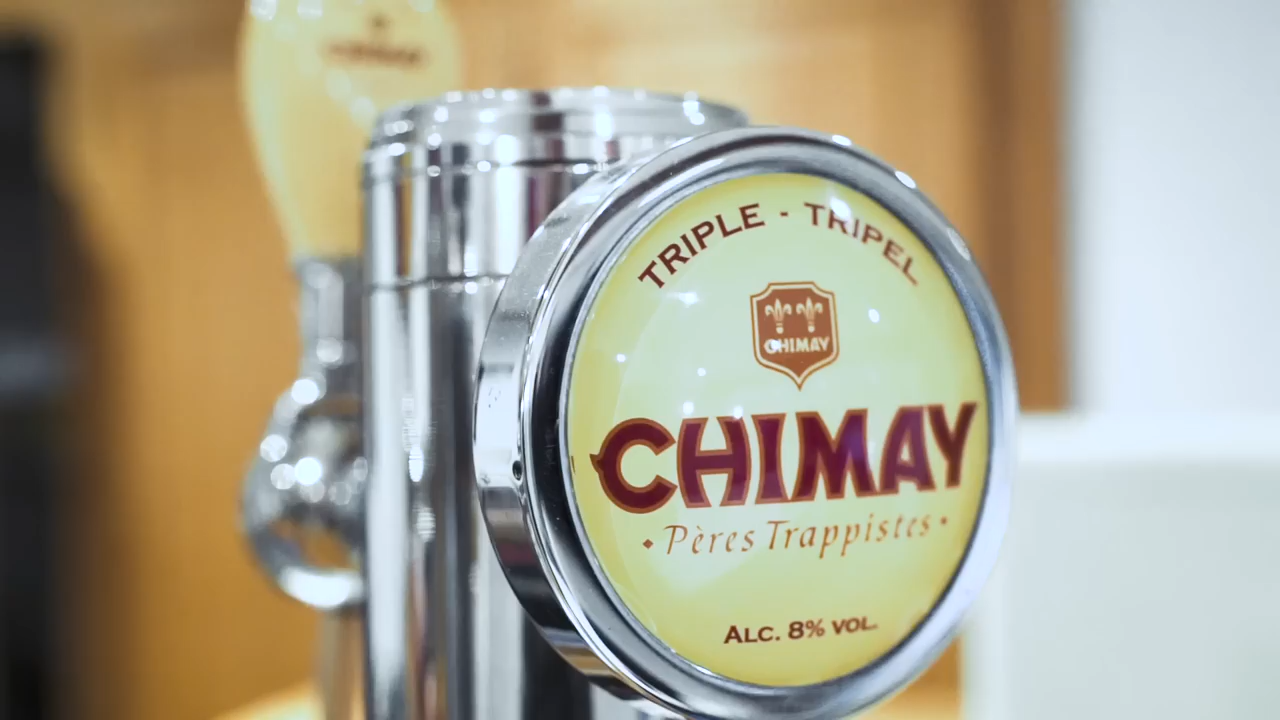 TRIPLE - TRIPEL
CHIMAY
CHIMAY
Pères Trappistes
ALC. 8% VOL.